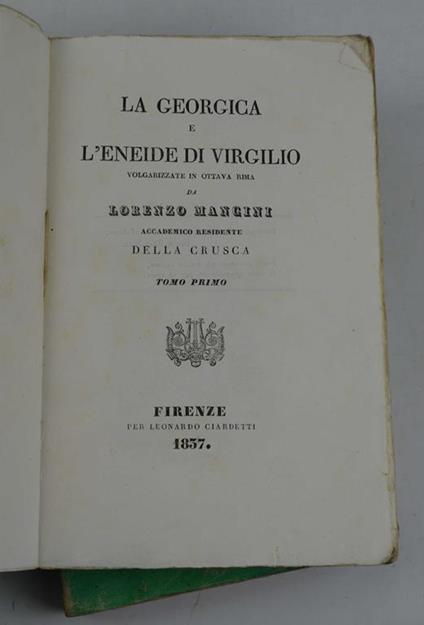 LA GEORGICA
E
L'ENEIDE DI VIRGILIO
VOLGARIZZATE IN OTTAVA RIMA
DA
LORENZO MANCINI
ACCADEMICO RESIDENTE
DELLA CRUSCA
TOMO PRIMO
FIRENZE
PER LEONARDO CIARDETTI
1837.